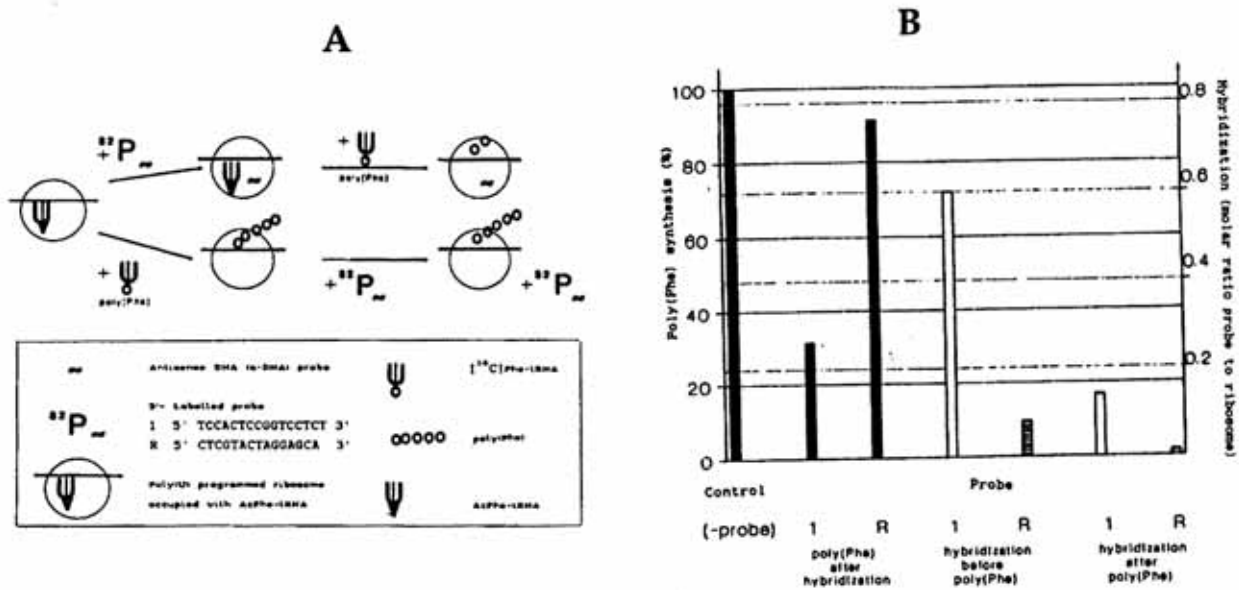 A
B
32P
+
+
poly(Phe)
+
poly(Phe)
+32P
+ 32P
Antisense DNA (α-DNA) probe
[14C]Phe-tRNA
32P
5'- Labelled probe
1 5' TCCACTCCGGTCCTCT 3'
R 5' CTCGTACTAGGAGCA 3'
poly(Phe)
Poly(U) programmed ribosome
occupied with AcPhe-tRNA
AcPhe-tRNA
Poly(Phe) synthesis (%)
100
80
60
40
20
0
0.8
0.6
0.4
0.2
Hybridization (molar ratio probe to ribosome)
Control
Probe
(-probe)
1 R 1 R 1 R
poly(Phe)
after
hybridization
hybridization
before
poly(Phe)
hybridization
after
poly(Phe)